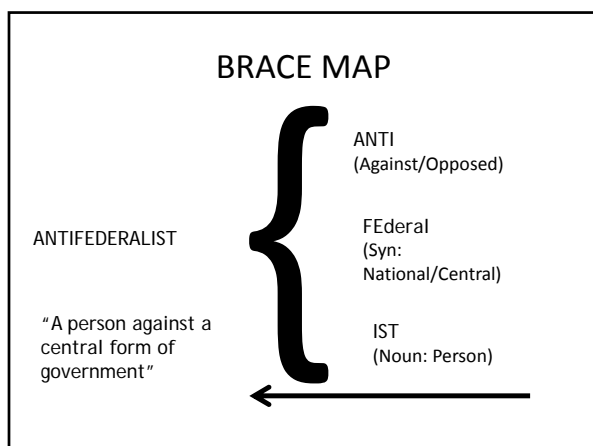 BRACE MAP
ANTIFEDERALIST
"A person against a
central form of
government"
ANTI
(Against/Opposed)
FEderal
(Syn:
National/Central)
IST
(Noun: Person)